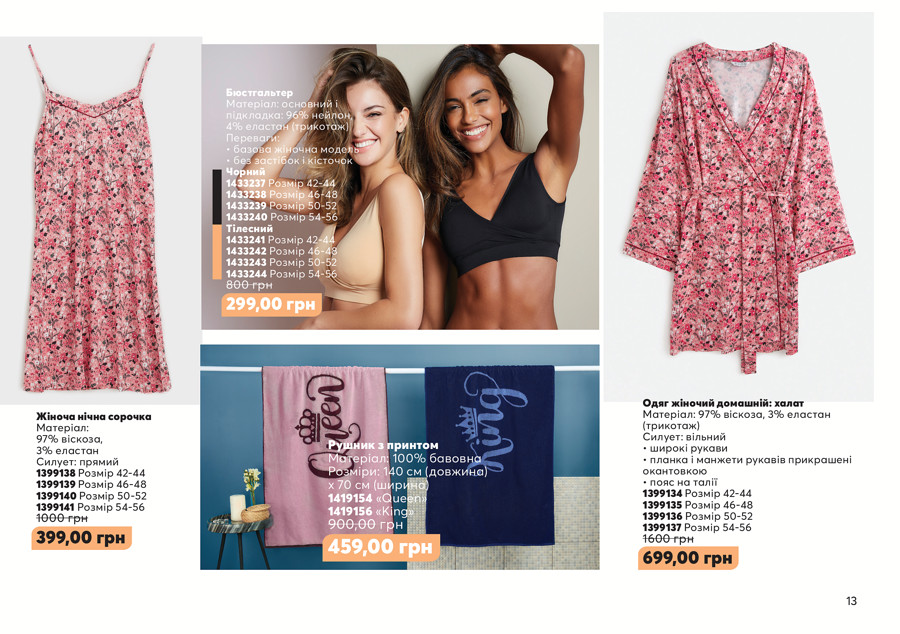 Бюстгальтер
Матеріал: основний і
підкладка: 96% нейлон,
4% еластан (трикотаж)
Переваги:
• базова жіночна модель
• без застібок і кісточок
Чорний
1433237 Розмір 42-44
1433238 Розмір 46-48
1433239 Розмір 50-52
1433240 Розмір 54-56
Тілесний
1433241 Розмір 42-44
1433242 Розмір 46-48
1433243 Розмір 50-52
1433244 Розмір 54-56
800 грн
299,00 грн
Жіноча нічна сорочка
Матеріал:
97% віскоза,
3% еластан
Силует: прямий
1399138 Розмір 42-44
1399139 Розмір 46-48
1399140 Розмір 50-52
1399141 Розмір 54-56
1000 грн
399,00 грн
Queen
King
Рушник з принтом
Матеріал: 100% бавовна
Розміри: 140 см (довжина)
х 70 см (ширина)
1419154 «Queen»
1419156 «King»
900,00 грн
459,00 грн
Одяг жіночий домашній: халат
Матеріал: 97% віскоза, 3% еластан
(трикотаж)
Силует: вільний
• широкі рукави
• планка і манжети рукавів прикрашені
окантовкою
• пояс на талії
1399134 Розмір 42-44
1399135 Розмір 46-48
1399136 Розмір 50-52
1399137 Розмір 54-56
1600 грн
699,00 грн
13